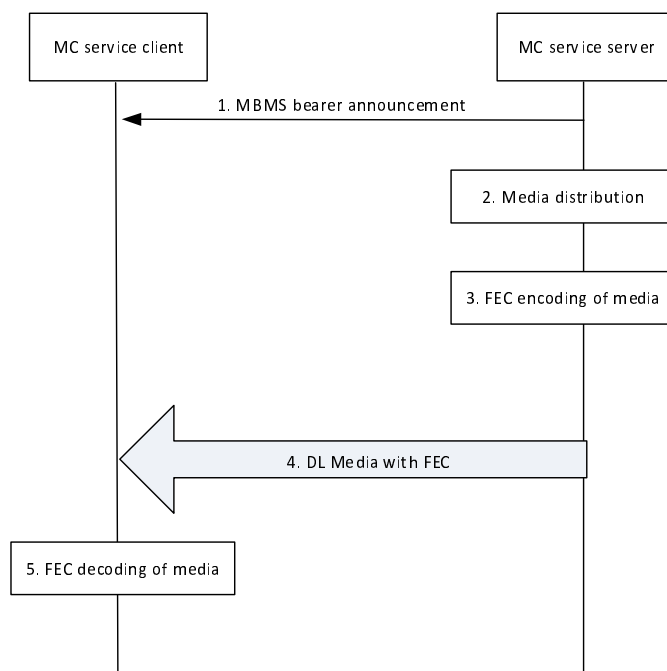 MC service client
MC service server
1. MBMS bearer announcement
2. Media distribution
3. FEC encoding of media
4. DL Media with FEC
5. FEC decoding of media